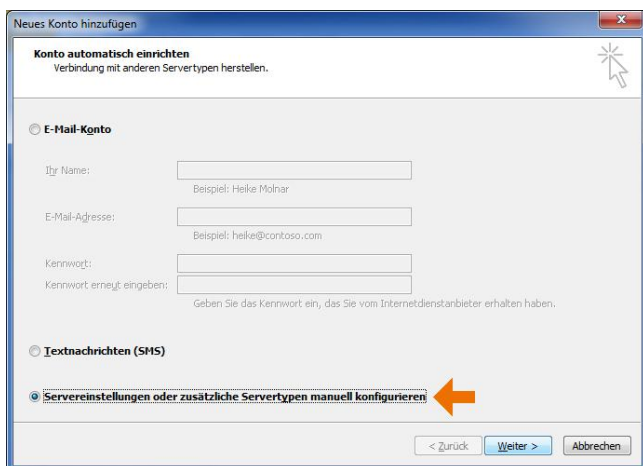 Neues Konto hinzufügen
Konto automatisch einrichten
Verbindung mit anderen Servertypen herstellen.
E-Mail-Konto
Ihr Name:
Beispiel: Heike Molnar
E-Mail-Adresse:
Beispiel: heike@contoso.com
Kennwort:
Kennwort erneut eingeben:
Geben Sie das Kennwort ein, das Sie vom Internetdienstanbieter erhalten haben.
Textnachrichten (SMS)
Servereinstellungen oder zusätzliche Servertypen manuell konfigurieren
< Zurück Weiter > Abbrechen